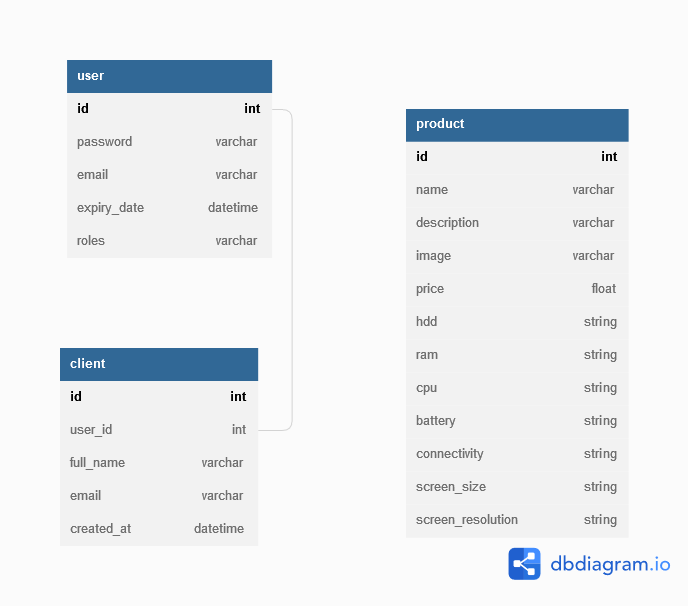 user
id int
password varchar
email varchar
expiry_date datetime
roles varchar
client
id int
user_id int
full_name varchar
email varchar
created_at datetime
product
id int
name varchar
description varchar
image varchar
price float
hdd string
ram string
cpu string
battery string
connectivity string
screen_size string
screen_resolution string
dbdiagram.io